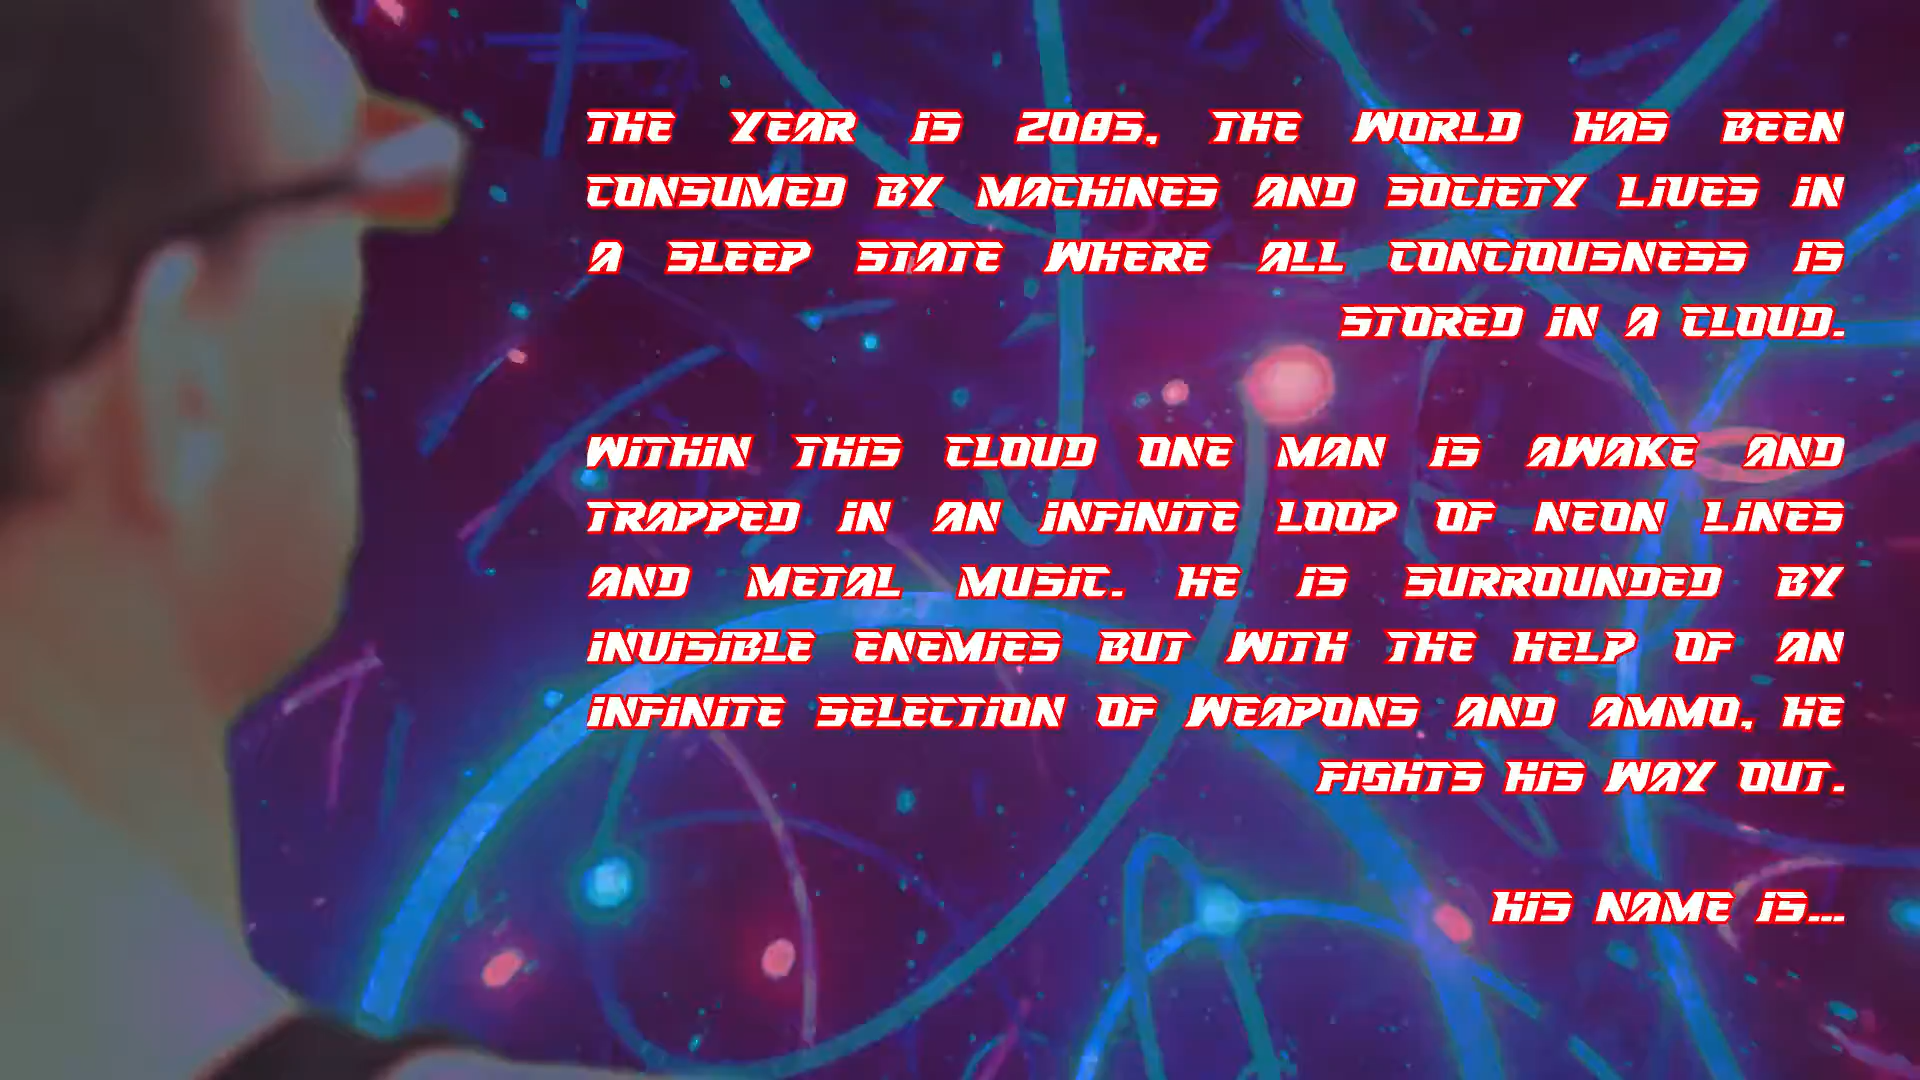 THE YEAR IS 2085, THE WORLD HAS BEEN
CONSUMED BY MACHINES AND SOCIETY LIVES IN
A SLEEP STATE WHERE ALL CONCIOUSNESS IS
STORED IN A CLOUD.
WITHIN THIS CLOUD ONE MAN IS AWAKE AND
TRAPPED IN AN INFINITE LOOP OF NEON LINES
AND METAL MUSIC. HE IS SURROUNDED BY
INVISIBLE ENEMIES BUT WITH THE HELP OF AN
INFINITE SELECTION OF WEAPONS AND AMMO, HE
FIGHTS HIS WAY OUT.
HIS NAME IS...